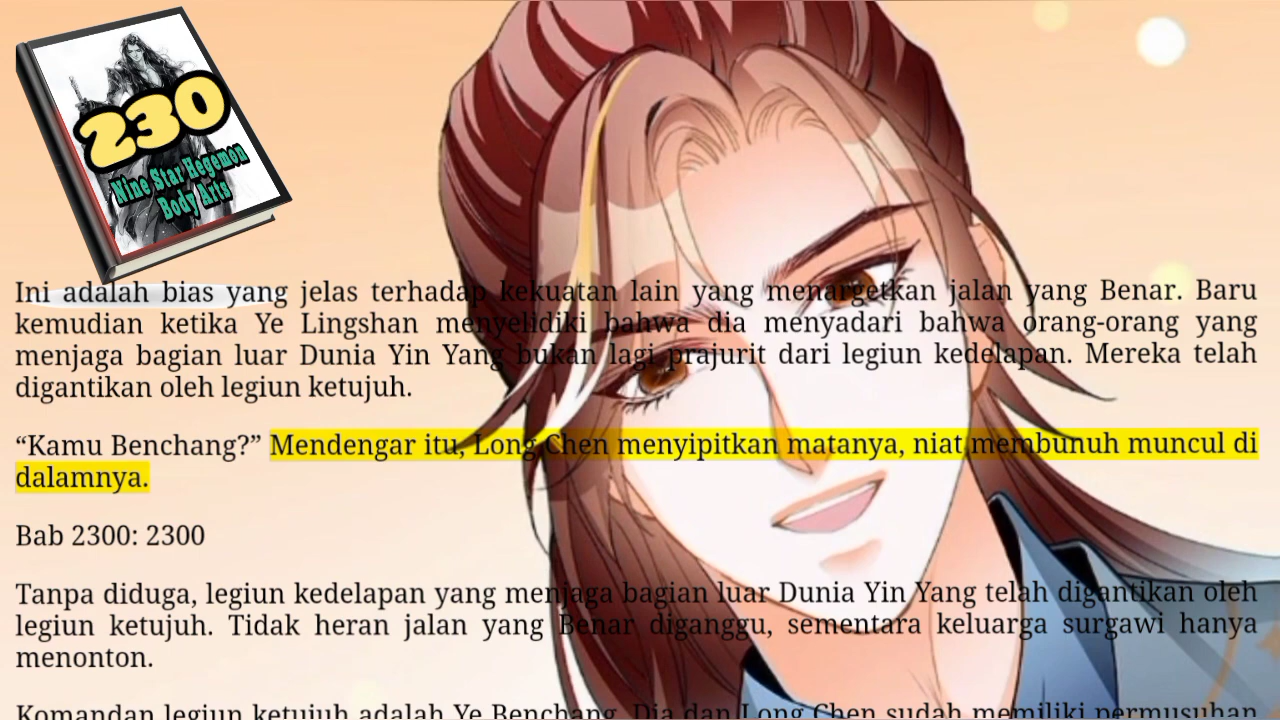 230
Nine Star Hegemon
Body Arts
Ini adalah bias yang jelas terhadap kekuatan lain yang menargetkan jalan yang Benar. Baru
kemudian ketika Ye Lingshan menyelidiki bahwa dia menyadari bahwa orang-orang yang
menjaga bagian luar Dunia Yin Yang bukan lagi prajurit dari legiun kedelapan. Mereka telah
digantikan oleh legiun ketujuh.
“Kamu Benchang?” Mendengar itu, Long Chen menyipitkan matanya, niat membunuh muncul di
dalamnya.
Bab 2300: 2300
Tanpa diduga, legiun kedelapan yang menjaga bagian luar Dunia Yin Yang telah digantikan oleh
legiun ketujuh. Tidak heran jalan yang Benar diganggu, sementara keluarga surgawi hanya
menonton.
Komandan legiun ketujuh adalah Ye Benchang. Dia dan Long Chen sudah memiliki permusuhan